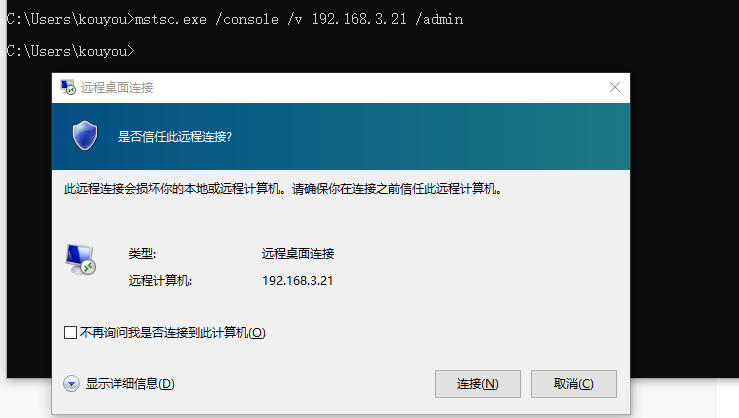 C:\Users\kouyou>mstsc.exe /console /v 192.168.3.21 /admin
C:\Users\kouyou>
远程桌面连接
是否信任此远程连接?
此远程连接会损坏你的本地或远程计算机。请确保你在连接之前信任此远程计算机。
类型: 远程桌面连接
远程计算机: 192.168.3.21
不再询问我是否连接到此计算机(O)
显示详细信息(D) 连接(N) 取消(C)